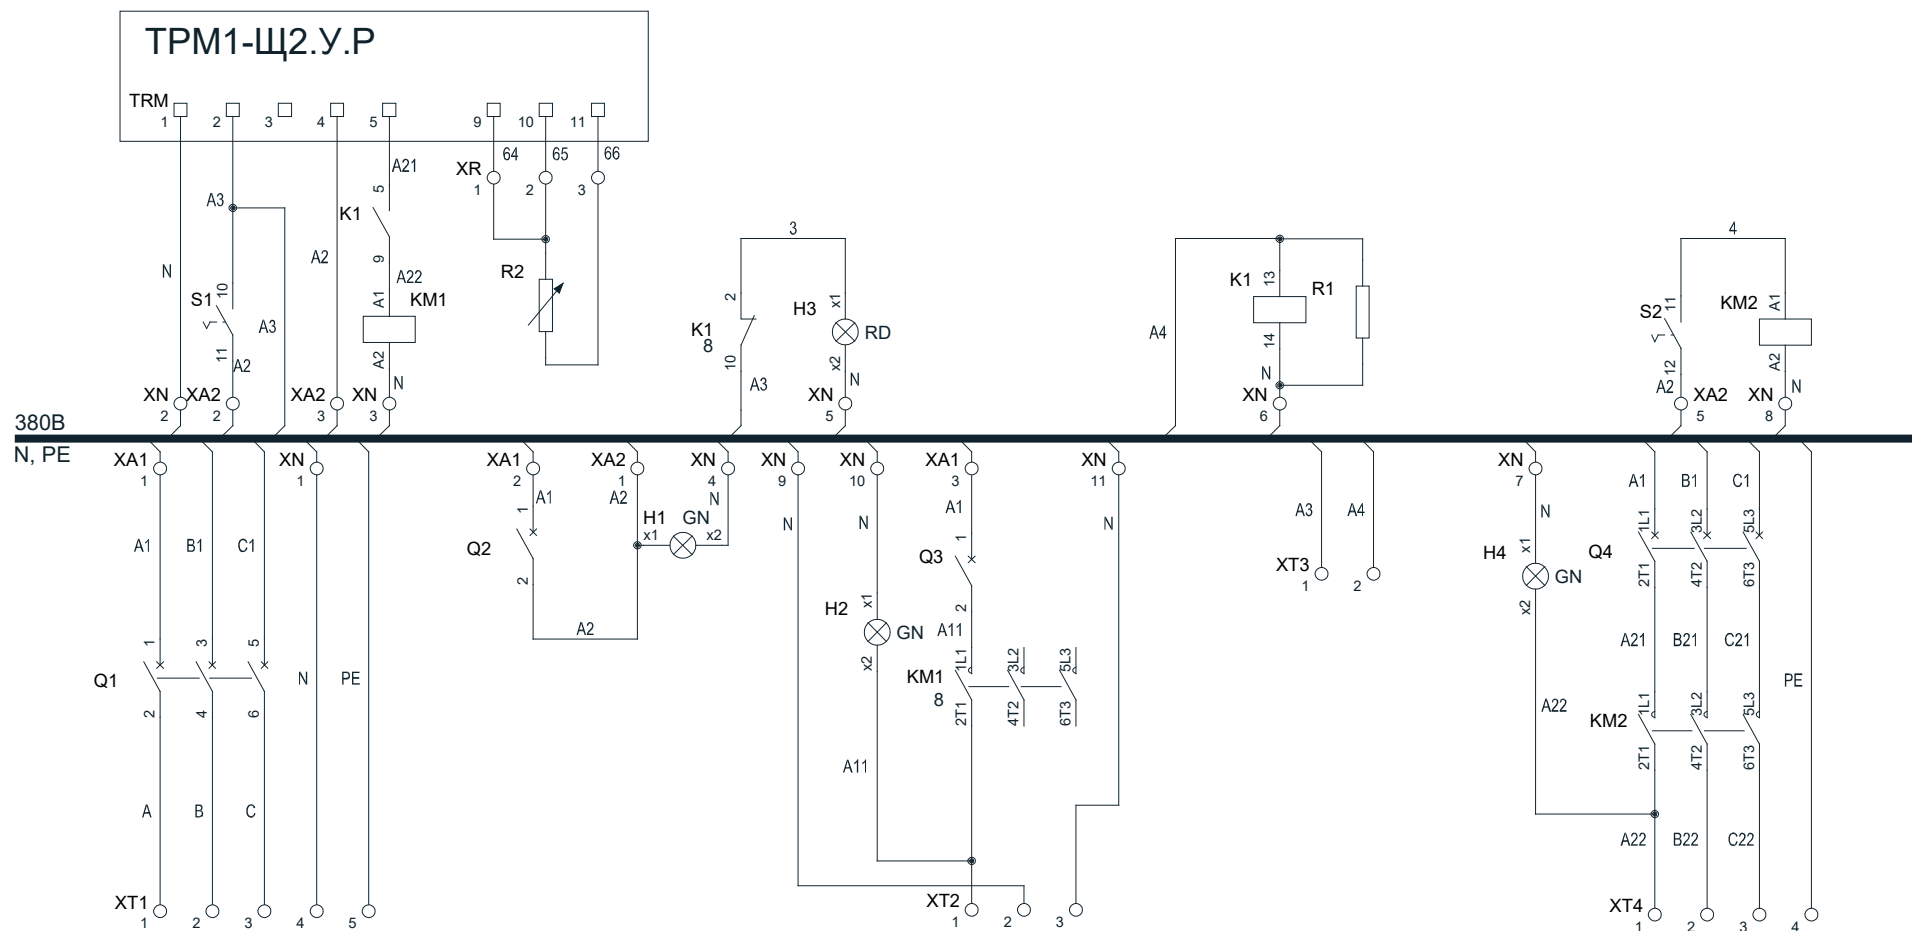 ТРМ1-Щ2.У.Р
TRM
1 2 3 4 5 9 10 11
A21 64 65 66
XR
1 2 3
5
A3 K1
N A2 9
A22
R2
S1 10 A1 KM1
A3
11 A2 A2 N
XN XA2 XA2 XN
2 2 3 3
3
2 x1
H3
K1 RD
8
10 x2
A3 N
XN
5
A4
K1 13 R1
14
N
XN
6
4
S2 11 KM2 A1
12 A2
A2 N
XA2 XN
5 8
380В
N, PE
XA1 XN
1 1
A1 B1 C1
1 3 5
Q1 N PE
2 4 6
A B C
XT1
1 2 3 4 5
XA1 XA2 XN
2 1 4
A1 A2 N
1 H1 GN
x1 x2
Q2
2
A2
XN XN XA1 XN
9 10 3 11
N N A1 N
1
Q3
x1 2
H2 GN A11
x2
KM1 1L1 3L2 5L3
8
2T1 4T2 6T3
A11
XT2
1 2 3
A3 A4
XT3
1 2
XN
7
N
x1
H4 GN
x2
A22
A1 B1 C1
1L1 3L2 5L3
Q4
2T1 4T2 6T3
A21 B21 C21
PE
1L1 3L2 5L3
KM2
2T1 4T2 6T3
A22 B22 C22
XT4
1 2 3 4